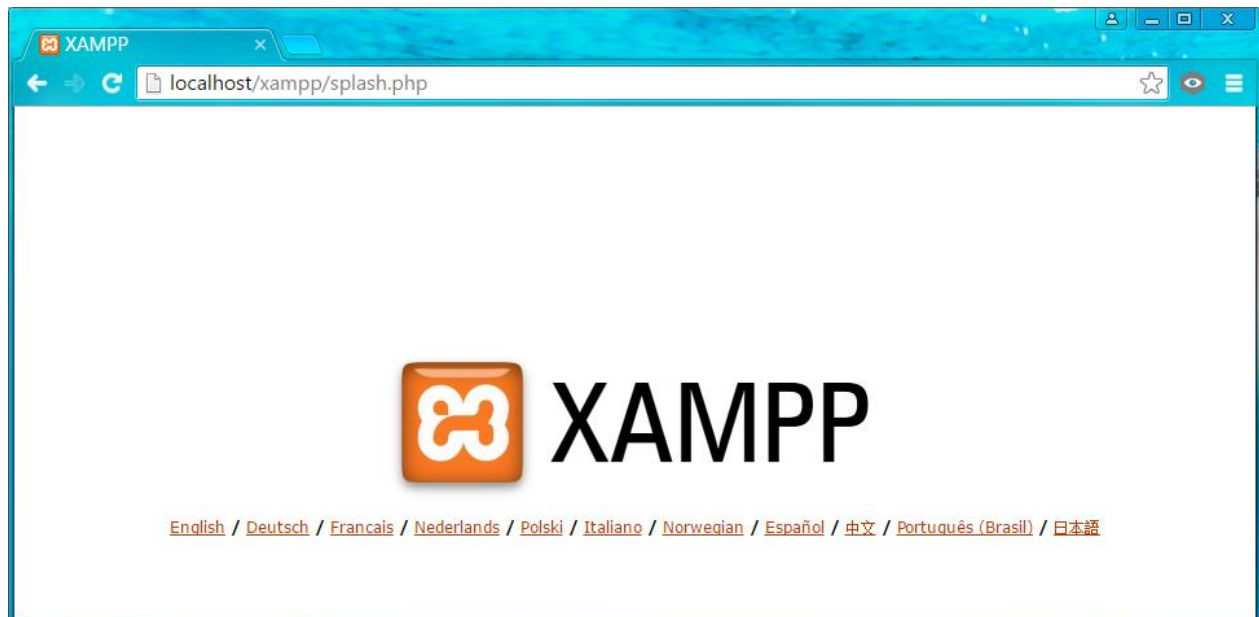 XAMPP
localhost/xampp/splash.php
XAMPP
English / Deutsch / Francais / Nederlands / Polski / Italiano / Norwegian / Español / 中文 / Português (Brasil) / 日本語